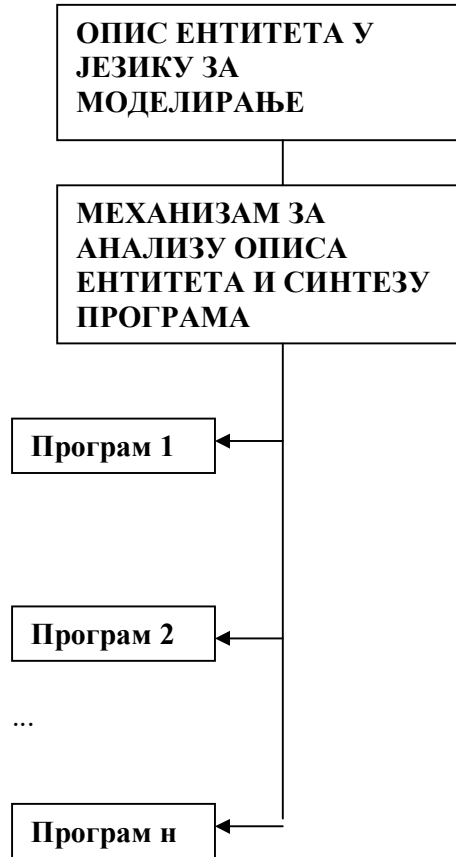 ОПИС ЕНТИТЕТА У
ЈЕЗИКУ ЗА
МОДЕЛИРАЊЕ
МЕХАНИЗАМ ЗА
АНАЛИЗУ ОПИСА
ЕНТИТЕТА И СИНТЕЗУ
ПРОГРАМА
Програм 1
Програм 2
...
Програм н